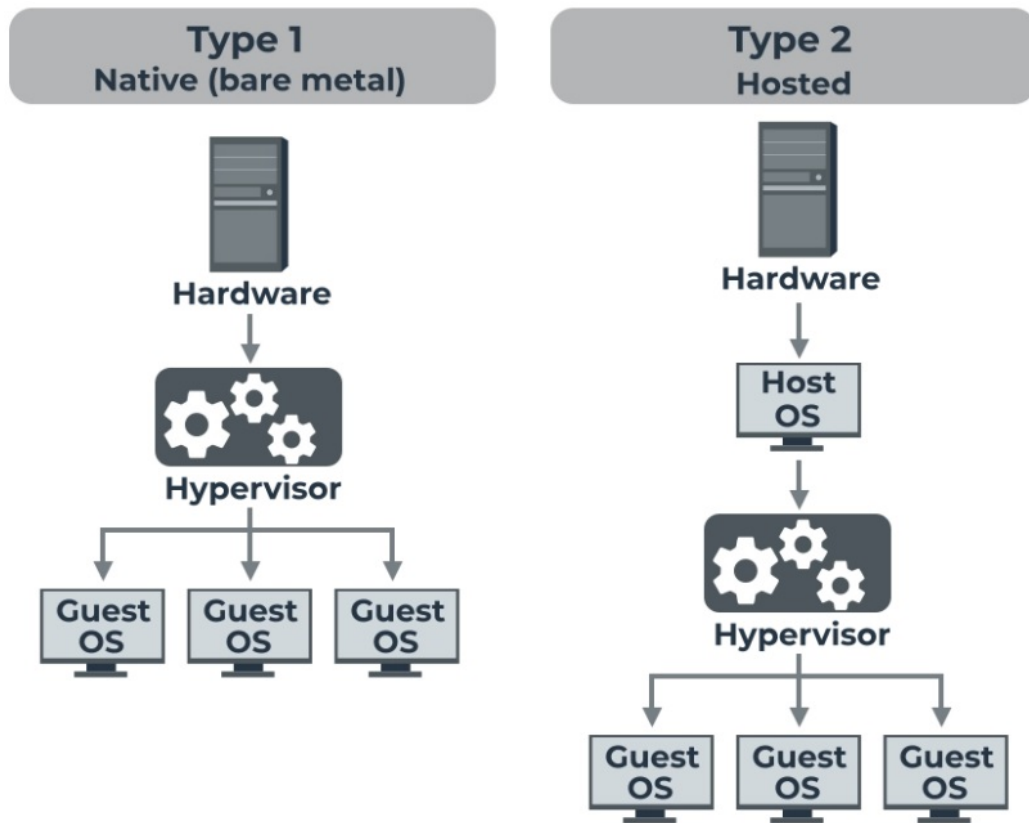 Type 1
Native (bare metal)
Hardware
Hypervisor
Guest OS
Guest OS
Guest OS
Type 2
Hosted
Hardware
Host OS
Hypervisor
Guest OS
Guest OS
Guest OS